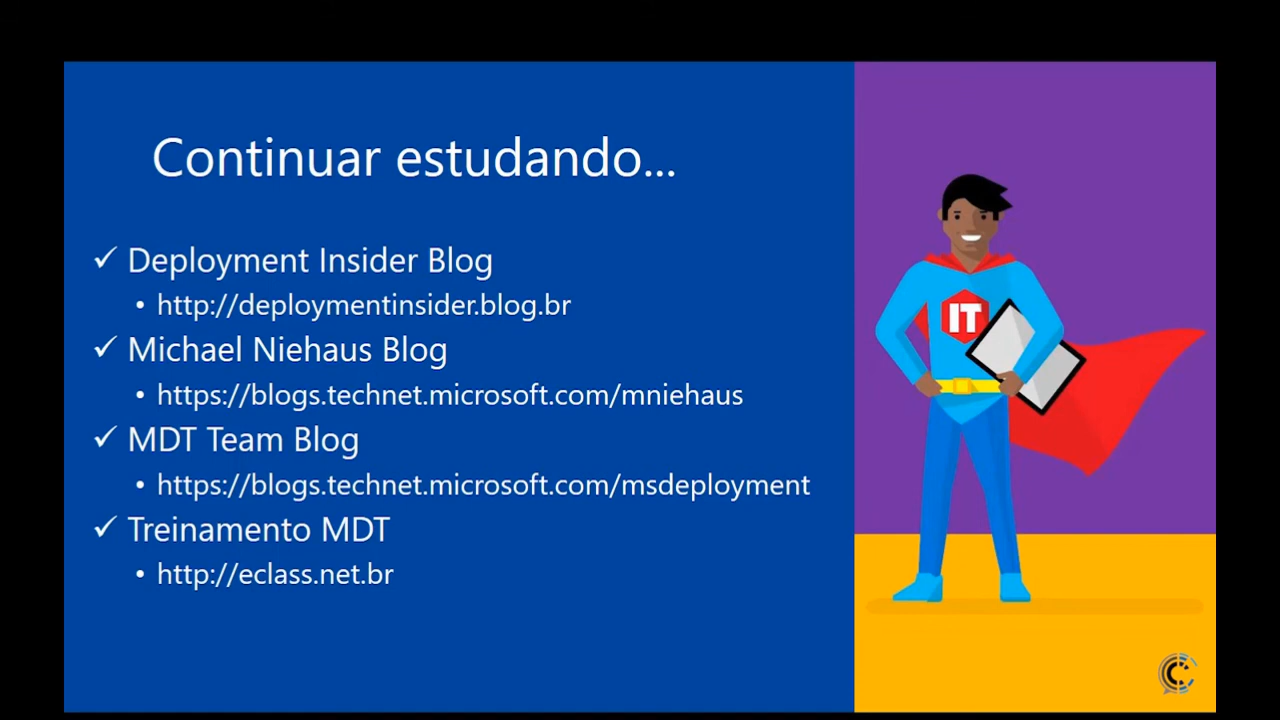 Continuar estudando...
✓ Deployment Insider Blog
• http://deploymentinsider.blog.br
✓ Michael Niehaus Blog
• https://blogs.technet.microsoft.com/mniehaus
✓ MDT Team Blog
• https://blogs.technet.microsoft.com/msdeployment
✓ Treinamento MDT
• http://eclass.net.br
IT